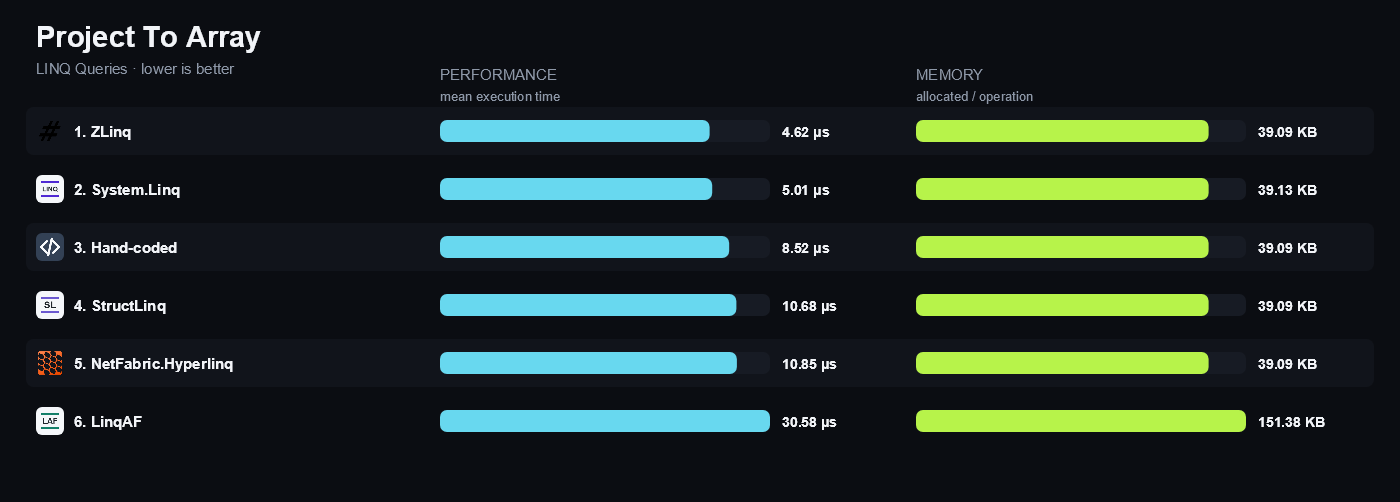 Project To Array
LINQ Queries · lower is better
PERFORMANCE
mean execution time
MEMORY
allocated / operation
# 1. ZLinq 4.62 µs 39.09 KB
LINQ 2. System.Linq 5.01 µs 39.13 KB
</> 3. Hand-coded 8.52 µs 39.09 KB
SL 4. StructLinq 10.68 µs 39.09 KB
5. NetFabric.Hyperlinq 10.85 µs 39.09 KB
LAF 6. LinqAF 30.58 µs 151.38 KB